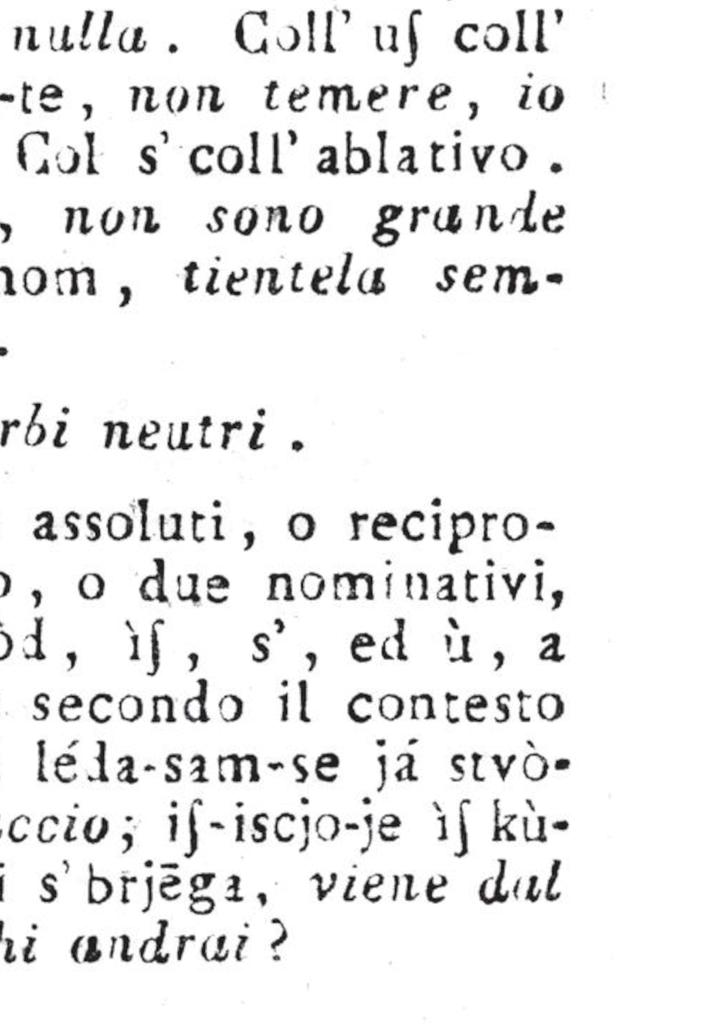 nulla. Coll' uſ coll'
-te, non temere, io
Col s' coll' ablativo.
, non sono grande
nom, tientela sem-
.
rbi neutri.
assoluti, o recipro-
o, o due nominativi,
òd, ìſ, s', ed ù, a
secondo il contesto
léda-sam-se já stvò-
ccio; iſ-iscjo-je ìſ kù-
i s' brjēga, viene dal
hi andrai?